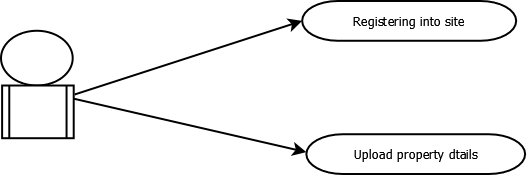 Registering into site
Upload property dtails